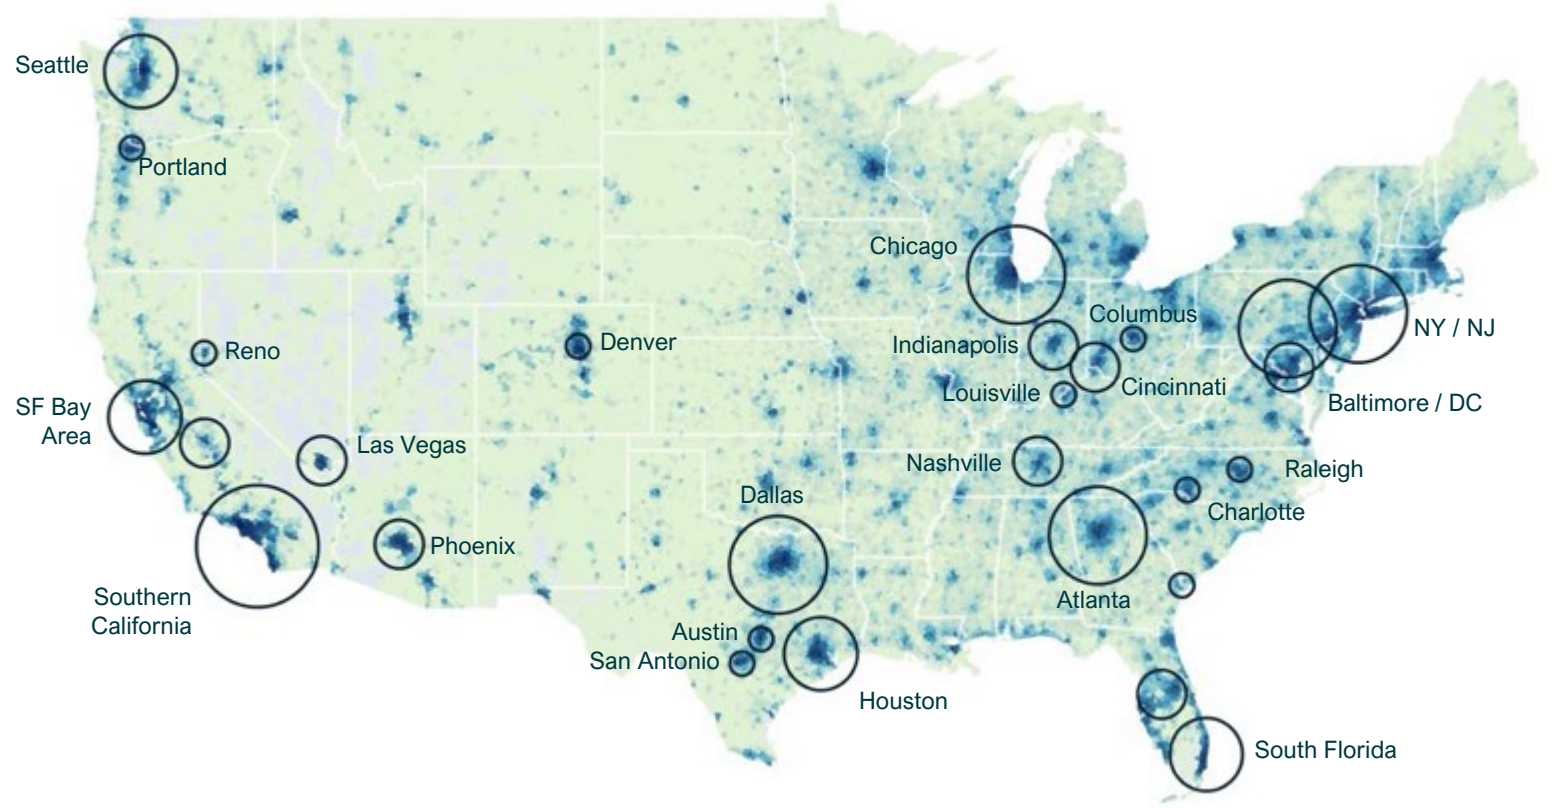 Seattle
Portland
Chicago
Columbus
NY / NJ
Reno
Denver
Indianapolis
Cincinnati
Louisville
Baltimore / DC
SF Bay
Area
Las Vegas
Nashville
Raleigh
Dallas
Charlotte
Phoenix
Southern
California
Atlanta
Austin
San Antonio
Houston
South Florida